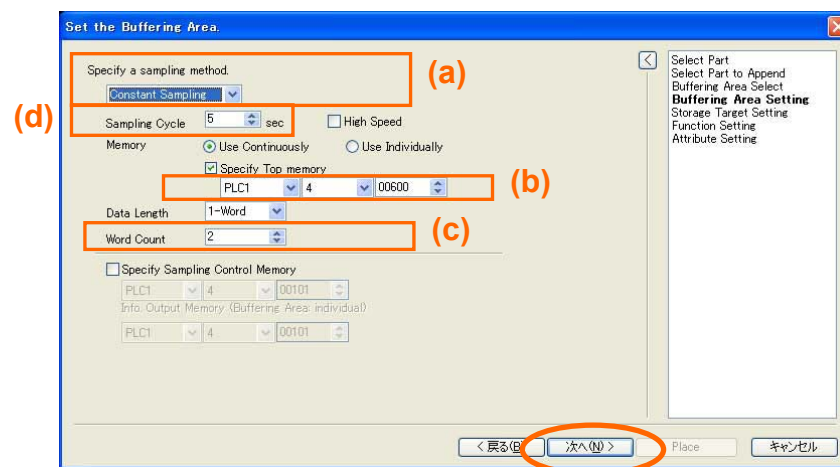 Set the Buffering Area.
Specify a sampling method.
(a)
Constant Sampling
(d)
Sampling Cycle 5 sec High Speed
Memory Use Continuously Use Individually
Specify Top memory
PLC1 4 00600
(b)
Data Length 1-Word
Word Count 2
(c)
Specify Sampling Control Memory
PLC1 4 00101
Info. Output Memory (Buffering Area: individual)
PLC1 4 00101
< 戻る(B) 次へ(N) > Place キャンセル
Select Part
Select Part to Append
Buffering Area Select
Buffering Area Setting
Storage Target Setting
Function Setting
Attribute Setting